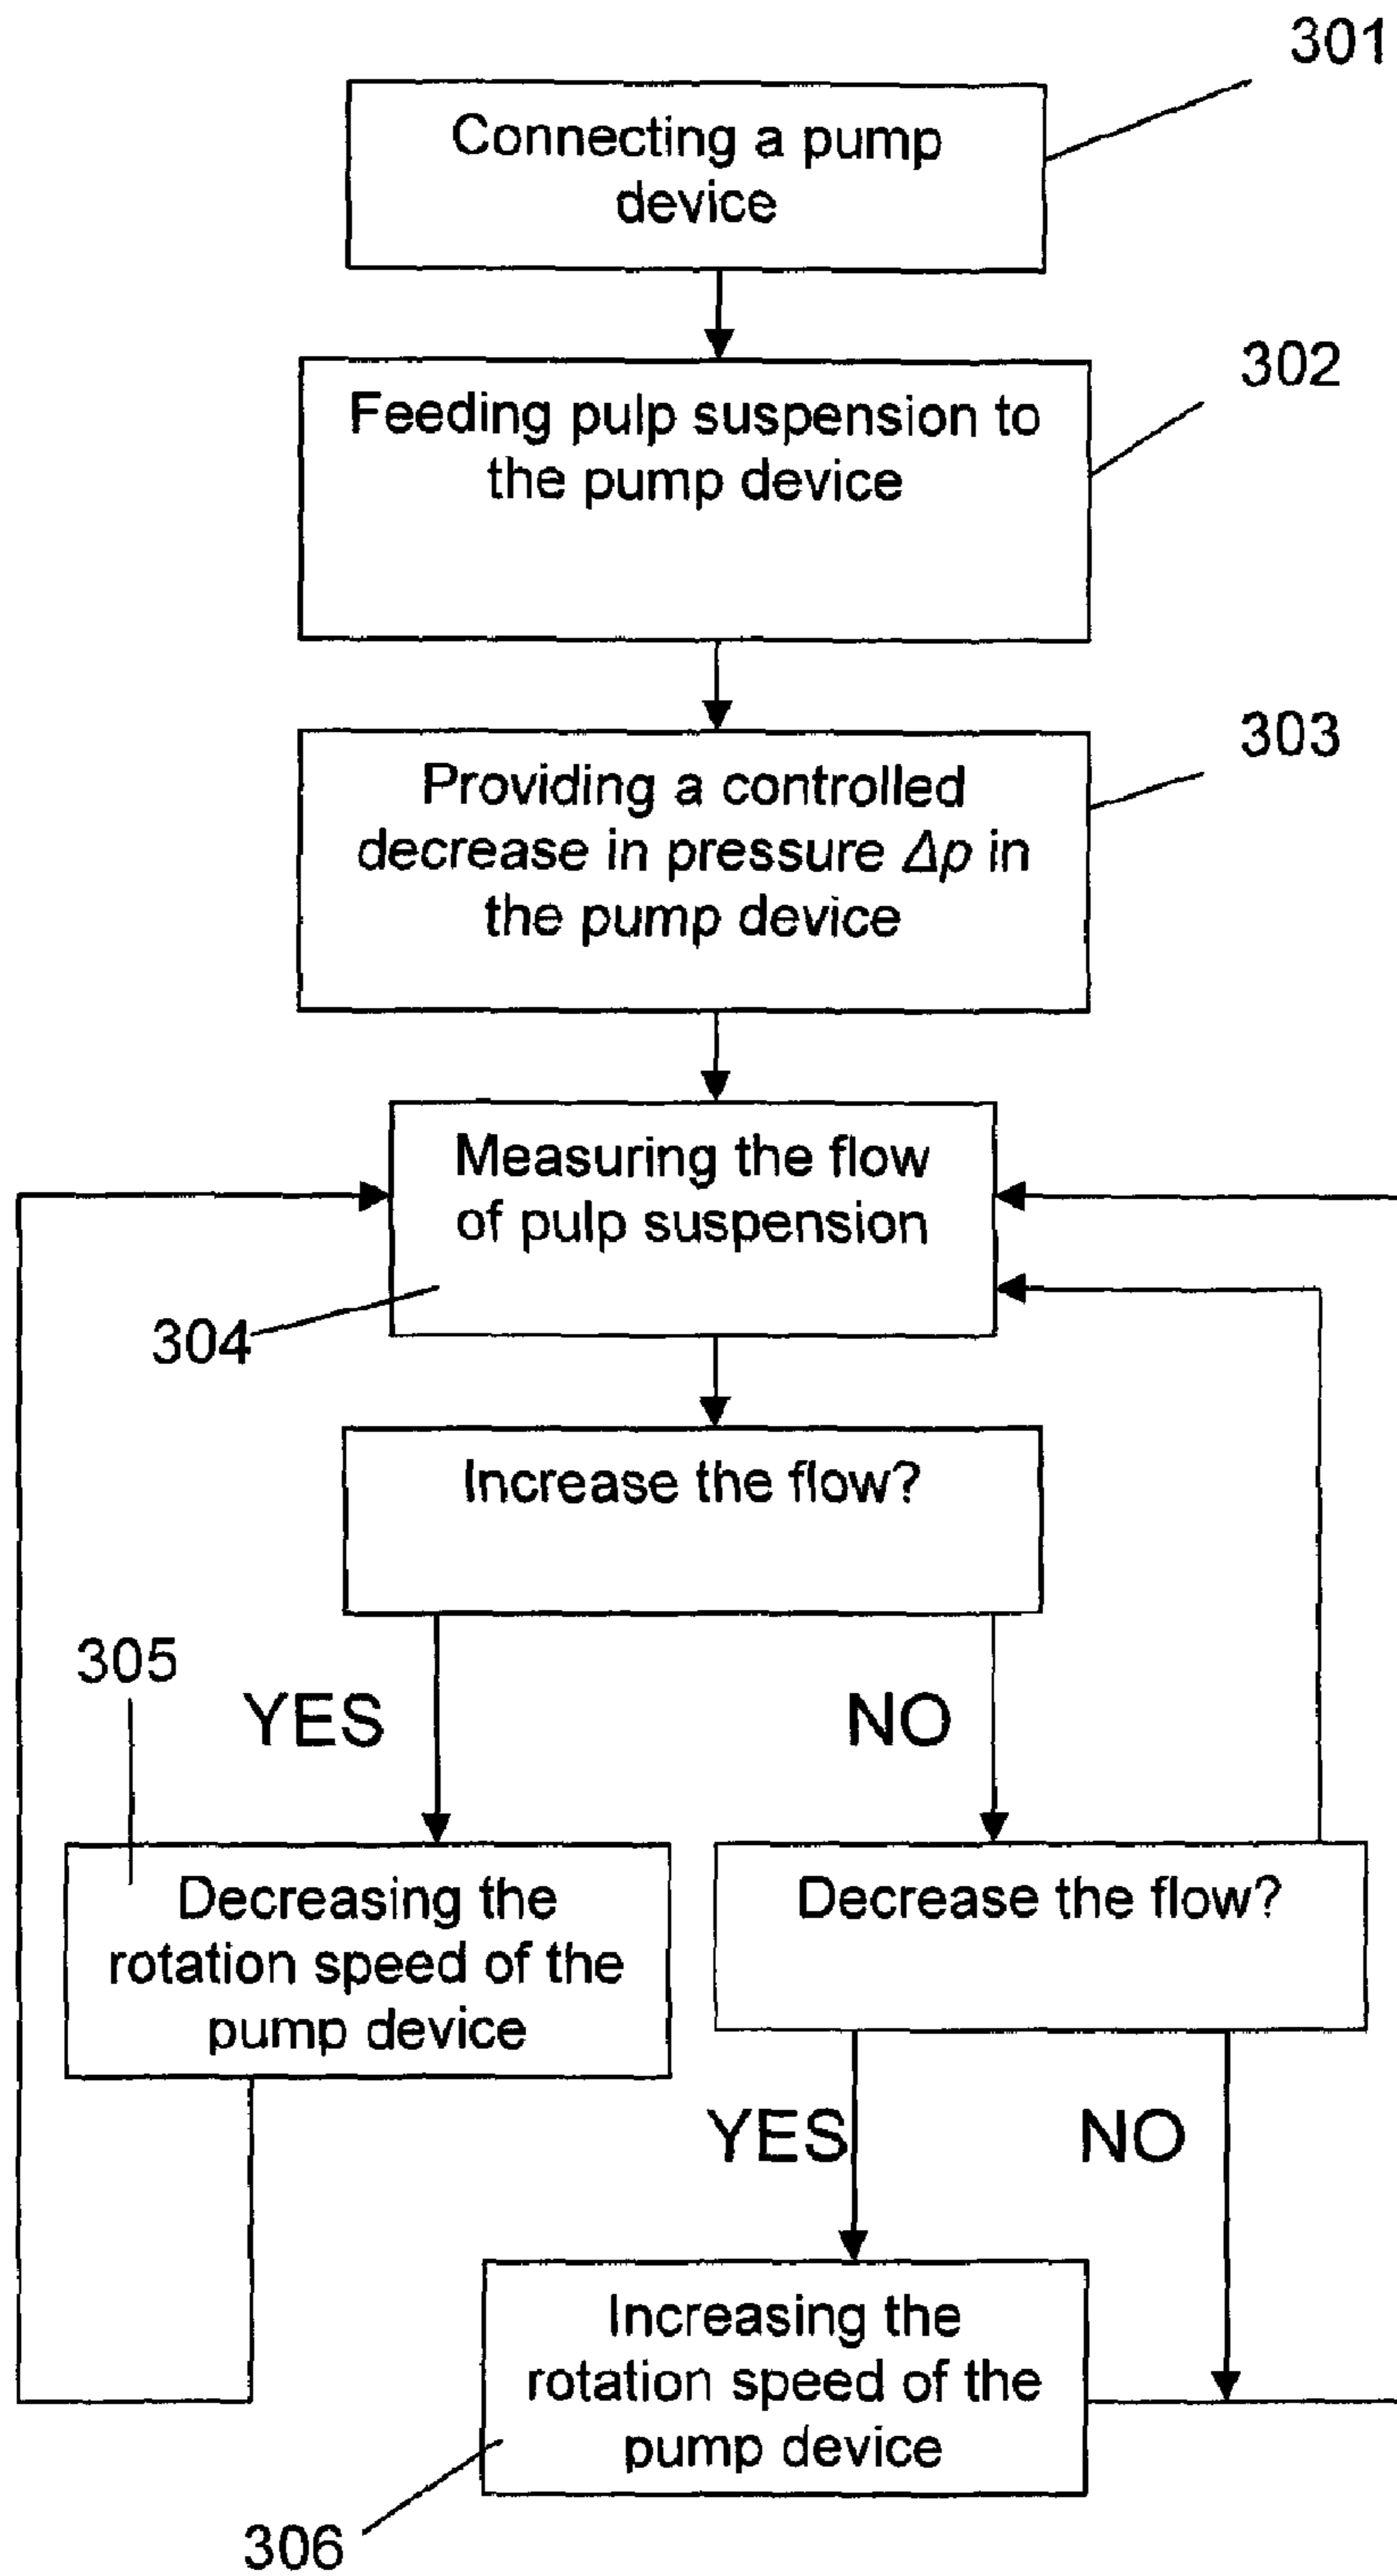 301
Connecting a pump
device
302
Feeding pulp suspension to
the pump device
303
Providing a controlled
decrease in pressure Δp in
the pump device
Measuring the flow
of pulp suspension
304
Increase the flow?
305
YES
NO
Decreasing the
rotation speed of the
pump device
Decrease the flow?
YES
NO
Increasing the
rotation speed of the
pump device
306